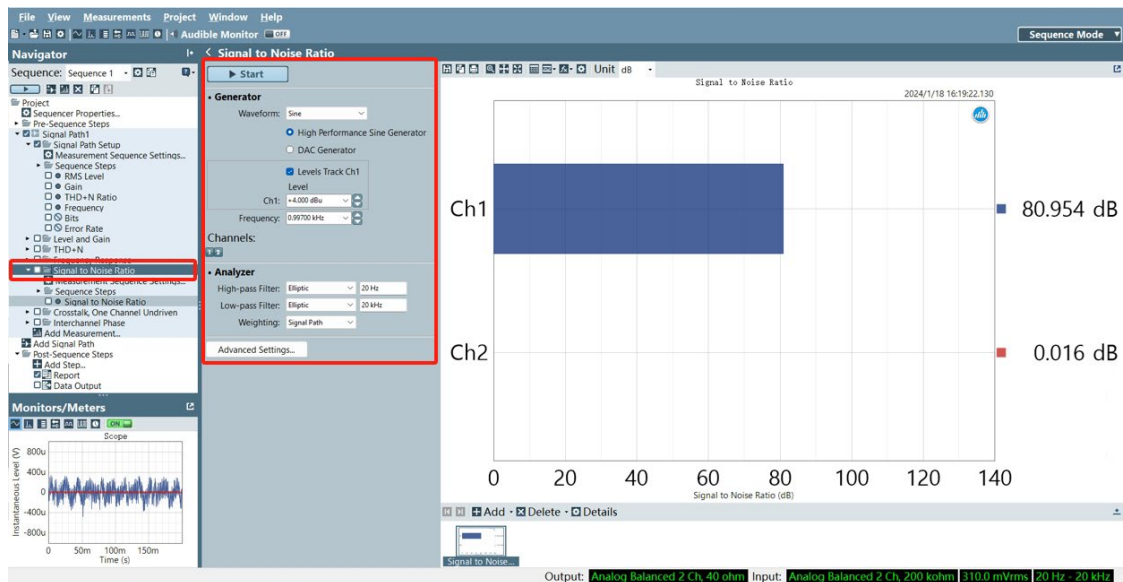 File View Measurements Project Window Help
Audible Monitor OFF
Sequence Mode
Navigator
Signal to Noise Ratio
Sequence: Sequence 1
Start
Unit dB
Signal to Noise Ratio
2024/1/18 16:19:22.130
Project
Sequencer Properties...
Pre-Sequence Steps
Signal Path1
Signal Path Setup
Measurement Sequence Settings...
Sequence Steps
RMS Level
Gain
THD+N Ratio
Frequency
Bits
Error Rate
Level and Gain
THD+N
Frequency Response
Signal to Noise Ratio
Measurement Sequence Settings...
Sequence Steps
Signal to Noise Ratio
Crosstalk, One Channel Undriven
Interchannel Phase
Add Measurement...
Add Signal Path
Post-Sequence Steps
Add Step...
Report
Data Output
Generator
Waveform: Sine
High Performance Sine Generator
DAC Generator
Levels Track Ch1
Level
Ch1: +4.000 dBu
Frequency: 0.99700 kHz
Channels:
1 2
Analyzer
High-pass Filter: Elliptic 20 Hz
Low-pass Filter: Elliptic 20 kHz
Weighting: Signal Path
Advanced Settings...
Ch1
80.954 dB
Ch2
0.016 dB
0 20 40 60 80 100 120 140
Signal to Noise Ratio (dB)
Monitors/Meters
ON
Scope
Instantaneous Level (V)
800u
400u
0
-400u
-800u
0 50m 100m 150m
Time (s)
Add Delete Details
Signal to Noise...
Output: Analog Balanced 2 Ch, 40 ohm Input: Analog Balanced 2 Ch, 200 kohm 310.0 mVrms 20 Hz - 20 kHz